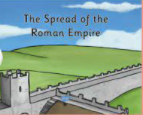 The Spread of the
Roman Empire